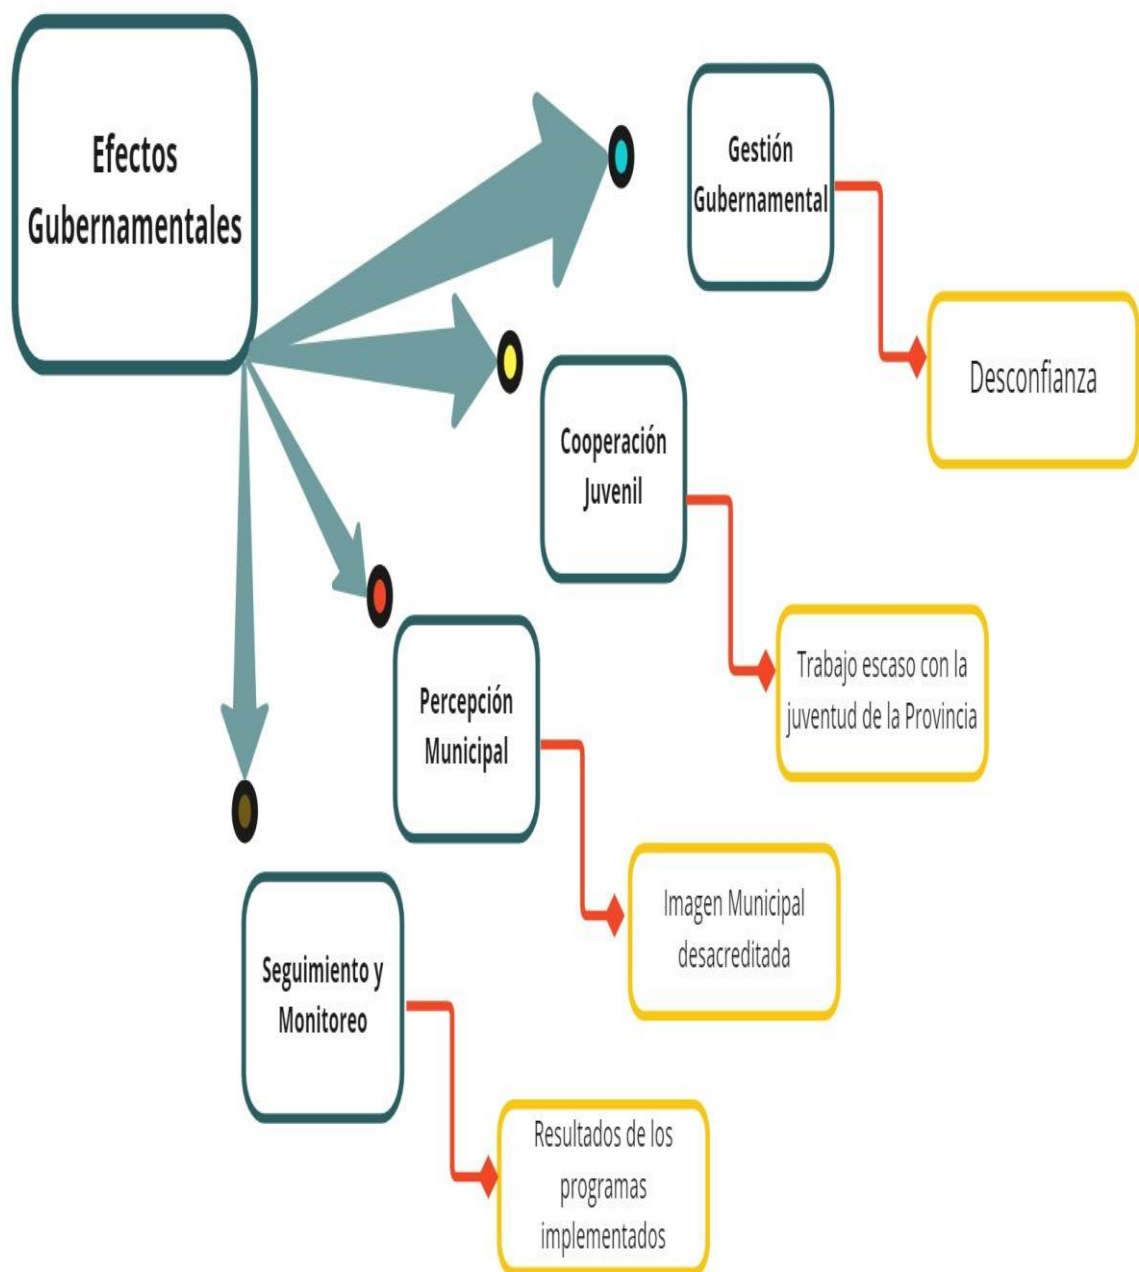 Efectos
Gubernamentales
Gestión
Gubernamental
Desconfianza
Cooperación
Juvenil
Trabajo escaso con la
juventud de la Provincia
Percepción
Municipal
Imagen Municipal
desacreditada
Seguimiento y
Monitoreo
Resultados de los
programas
implementados